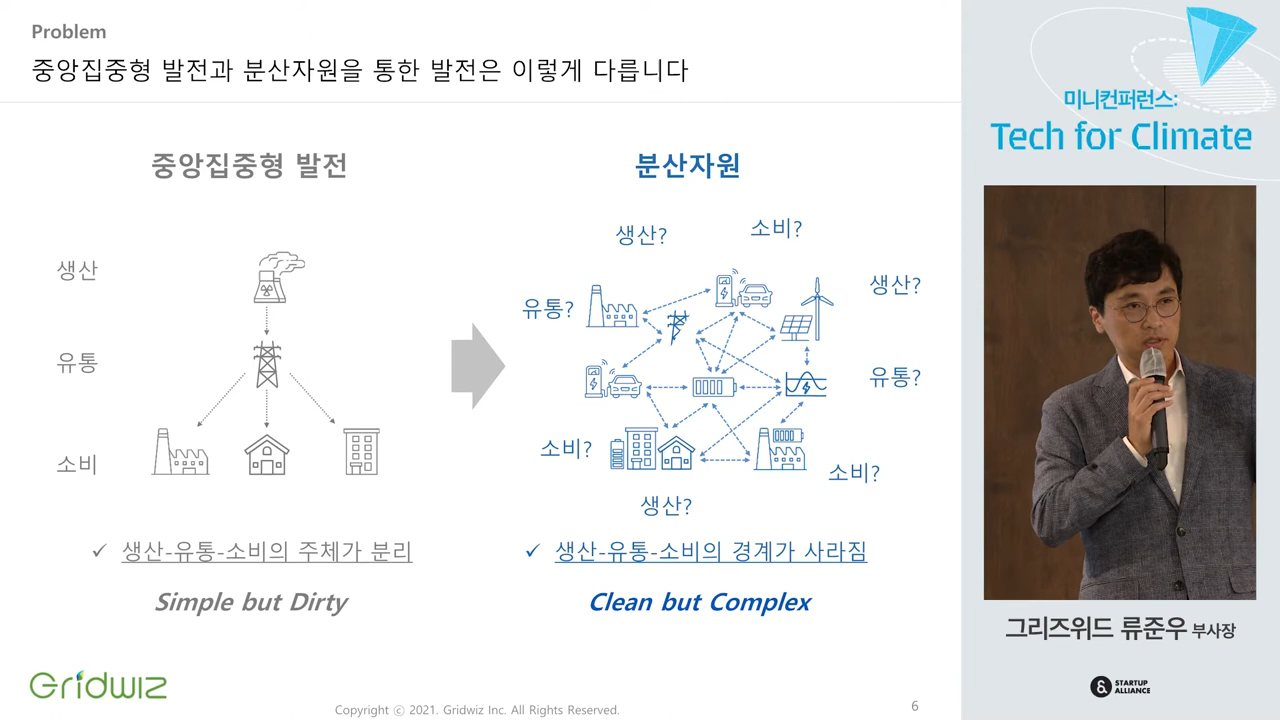 Problem
중앙집중형 발전과 분산자원을 통한 발전은 이렇게 다릅니다
중앙집중형 발전
생산
유통
소비
✓ 생산-유통-소비의 주체가 분리
Simple but Dirty
분산자원
생산?
소비?
유통?
생산?
유통?
소비?
소비?
생산?
✓ 생산-유통-소비의 경계가 사라짐
Clean but Complex
Gridwiz
Copyright ⓒ 2021. Gridwiz Inc. All Rights Reserved.
6
미니컨퍼런스:
Tech for Climate
그리즈위드 류준우 부사장
&
STARTUP
ALLIANCE